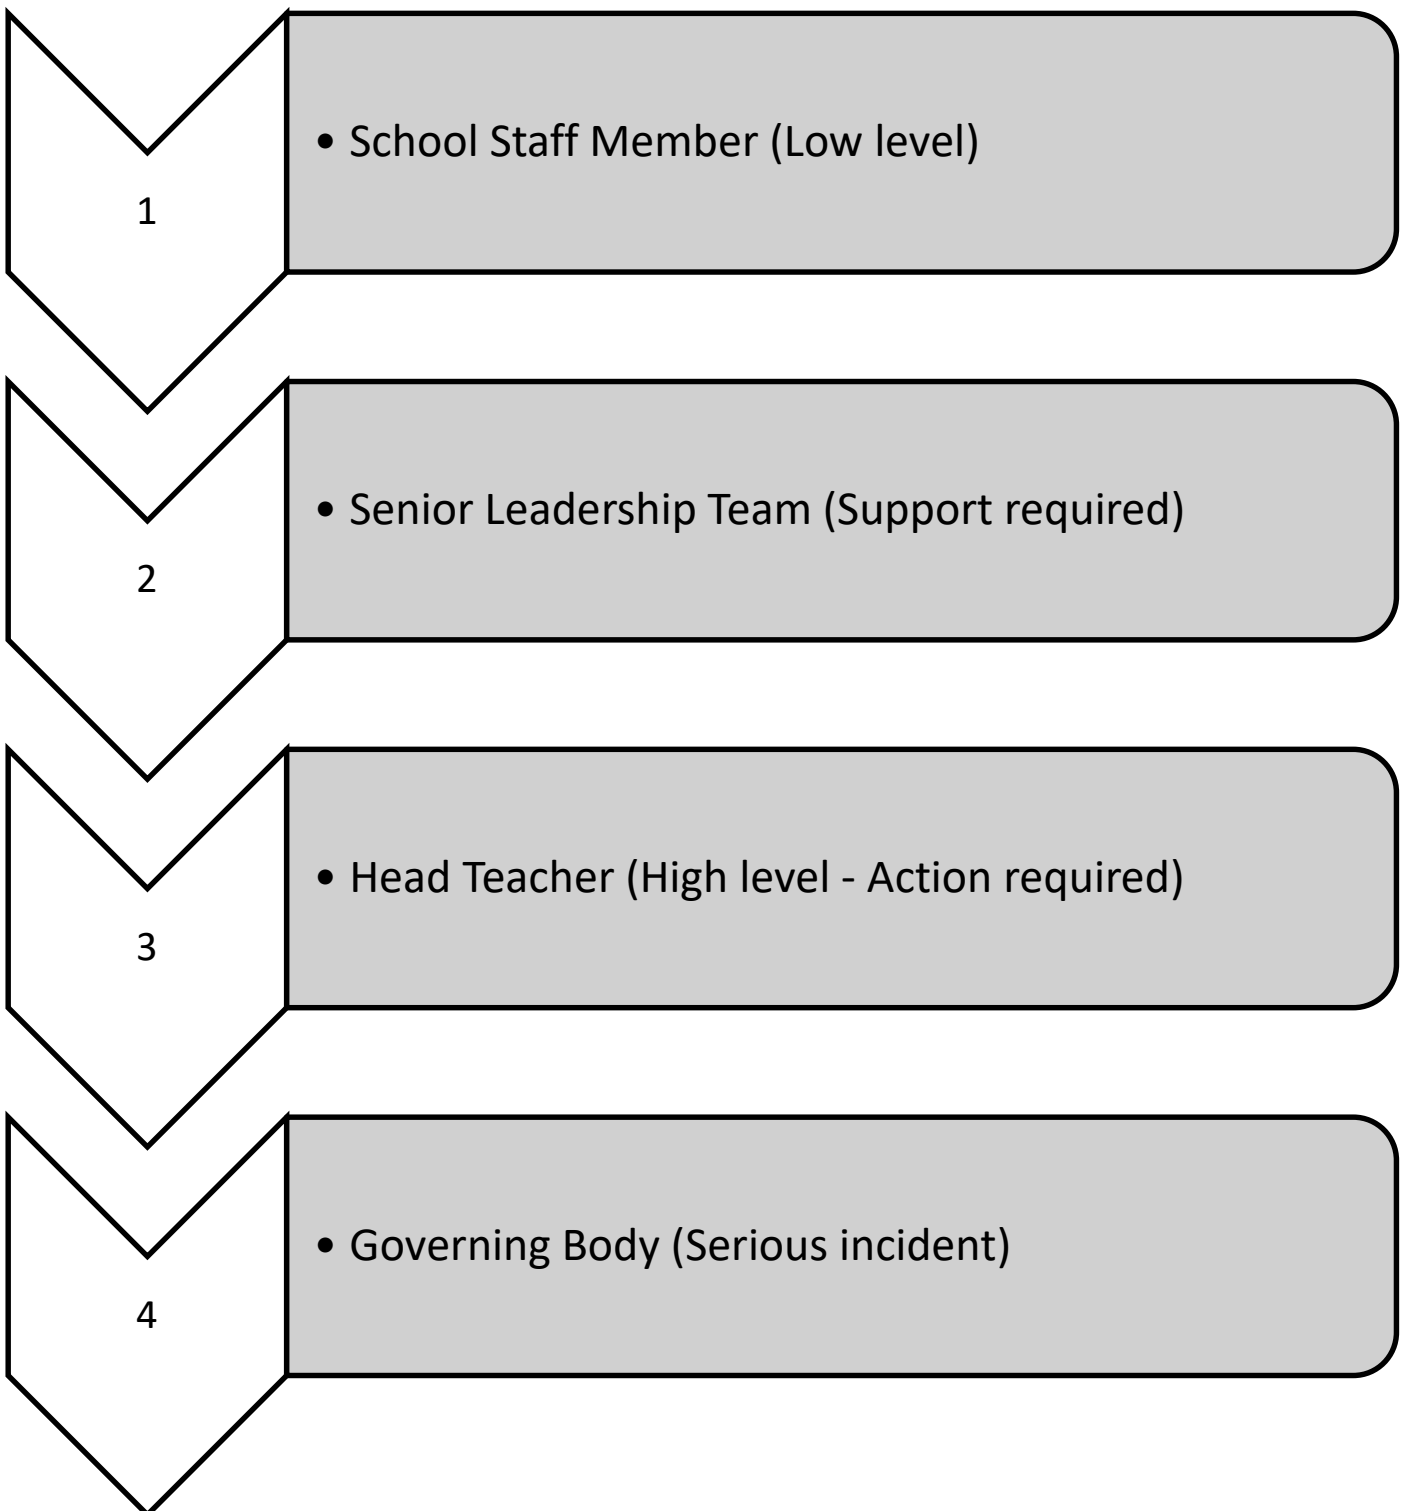 1
• School Staff Member (Low level)
2
• Senior Leadership Team (Support required)
3
• Head Teacher (High level - Action required)
4
• Governing Body (Serious incident)